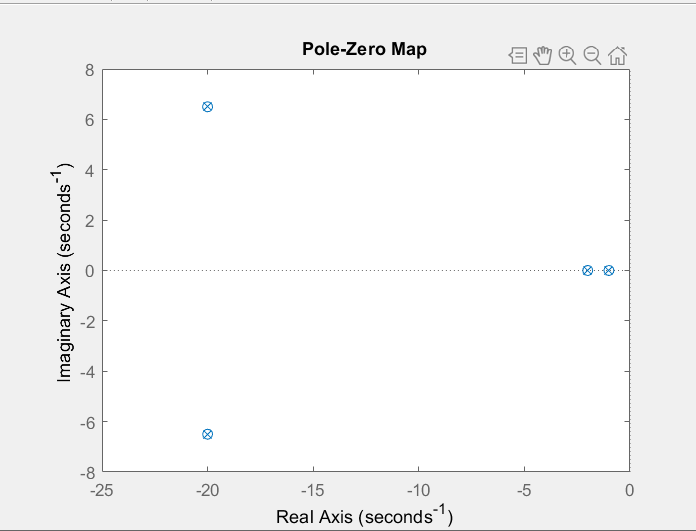 Pole-Zero Map
8
6
4
2
0
-2
-4
-6
-8
Imaginary Axis (seconds⁻¹)
-25 -20 -15 -10 -5 0
Real Axis (seconds⁻¹)